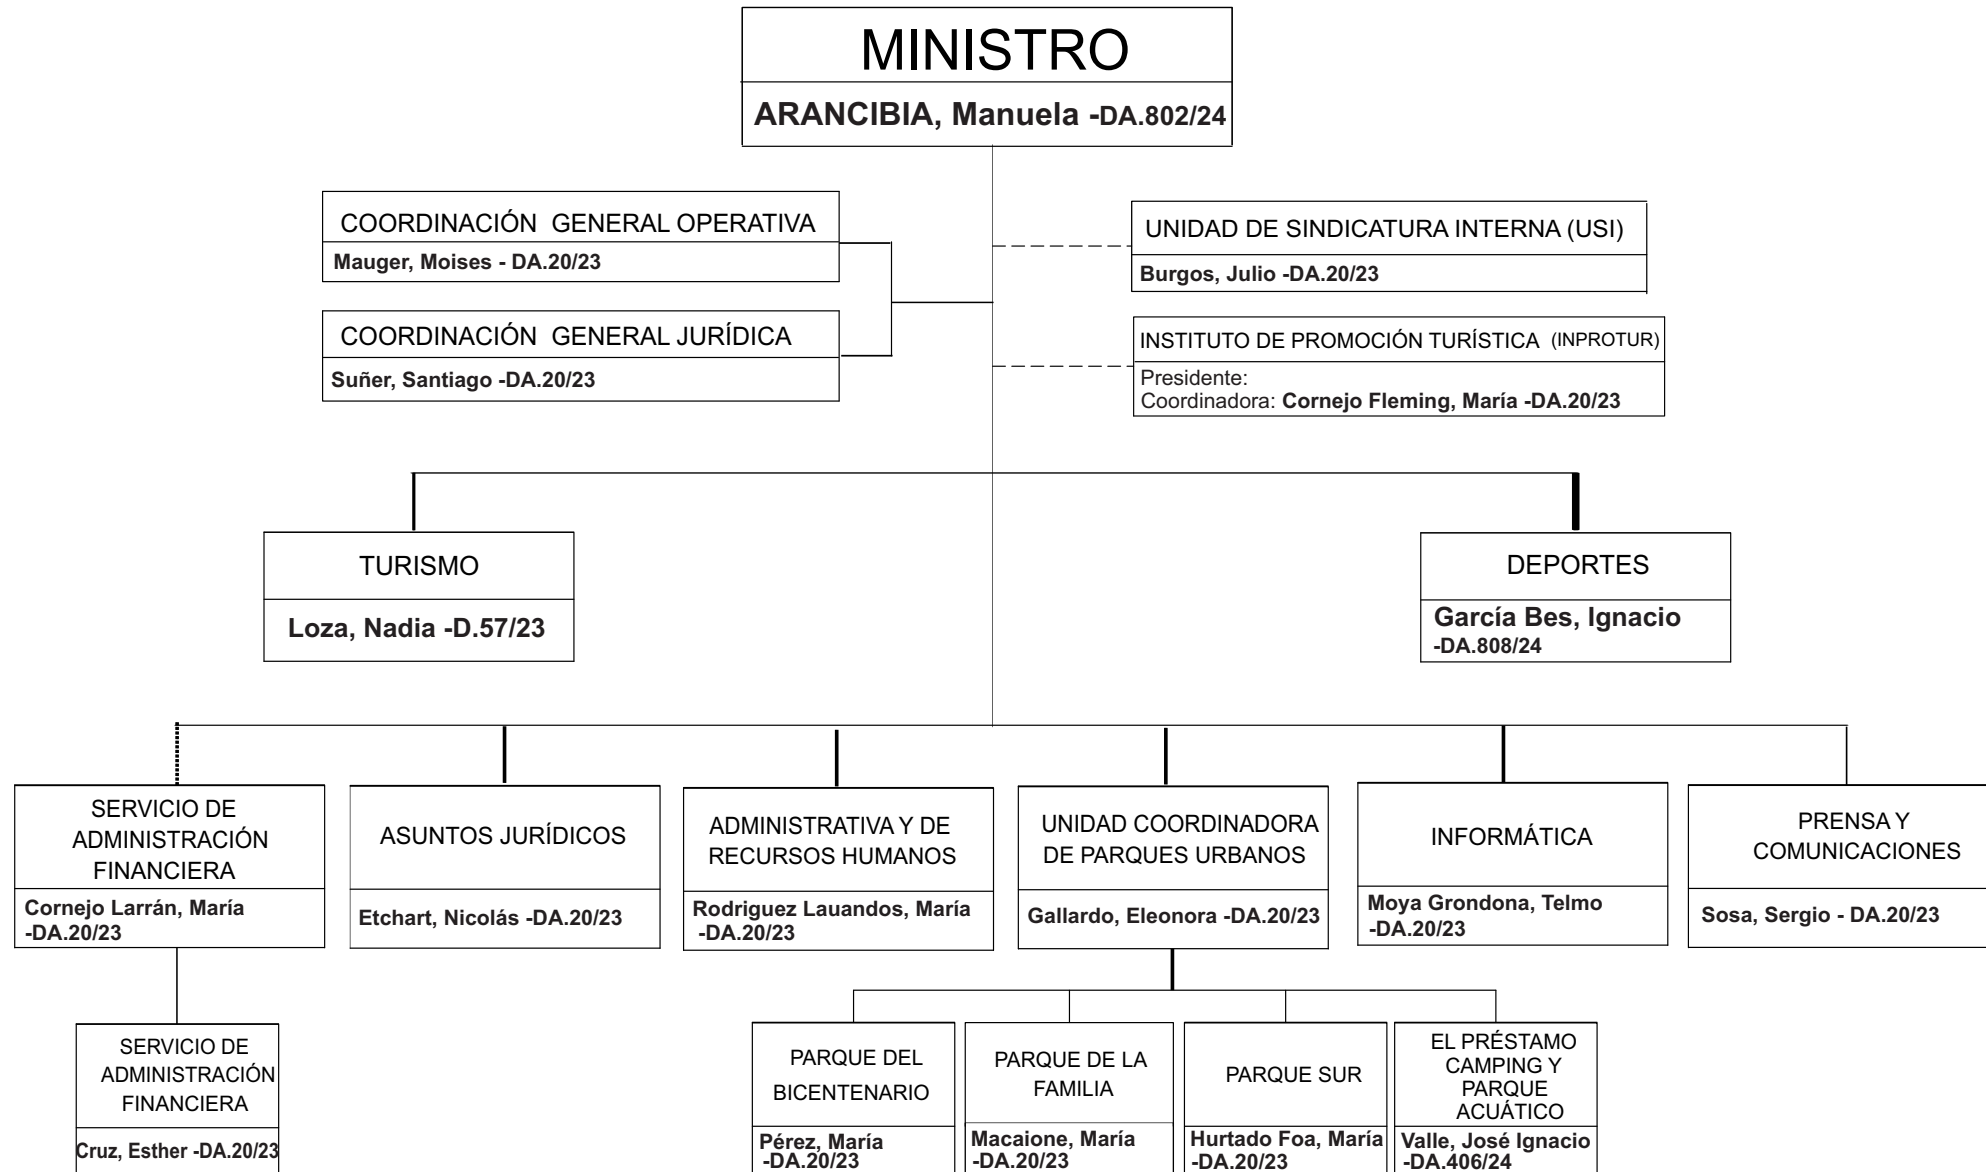 MINISTRO
ARANCIBIA, Manuela -DA.802/24
COORDINACIÓN GENERAL OPERATIVA
Mauger, Moises - DA.20/23
COORDINACIÓN GENERAL JURÍDICA
Suñer, Santiago -DA.20/23
UNIDAD DE SINDICATURA INTERNA (USI)
Burgos, Julio -DA.20/23
INSTITUTO DE PROMOCIÓN TURÍSTICA (INPROTUR)
Presidente:
Coordinadora: Cornejo Fleming, María -DA.20/23
TURISMO
Loza, Nadia -D.57/23
DEPORTES
García Bes, Ignacio
-DA.808/24
SERVICIO DE
ADMINISTRACIÓN
FINANCIERA
Cornejo Larrán, María
-DA.20/23
ASUNTOS JURÍDICOS
Etchart, Nicolás -DA.20/23
ADMINISTRATIVA Y DE
RECURSOS HUMANOS
Rodriguez Lauandos, María
-DA.20/23
UNIDAD COORDINADORA
DE PARQUES URBANOS
Gallardo, Eleonora -DA.20/23
INFORMÁTICA
Moya Grondona, Telmo
-DA.20/23
PRENSA Y
COMUNICACIONES
Sosa, Sergio - DA.20/23
SERVICIO DE
ADMINISTRACIÓN
FINANCIERA
Cruz, Esther -DA.20/23
PARQUE DEL
BICENTENARIO
Pérez, María
-DA.20/23
PARQUE DE LA
FAMILIA
Macaione, María
-DA.20/23
PARQUE SUR
Hurtado Foa, María
-DA.20/23
EL PRÉSTAMO
CAMPING Y
PARQUE
ACUÁTICO
Valle, José Ignacio
-DA.406/24